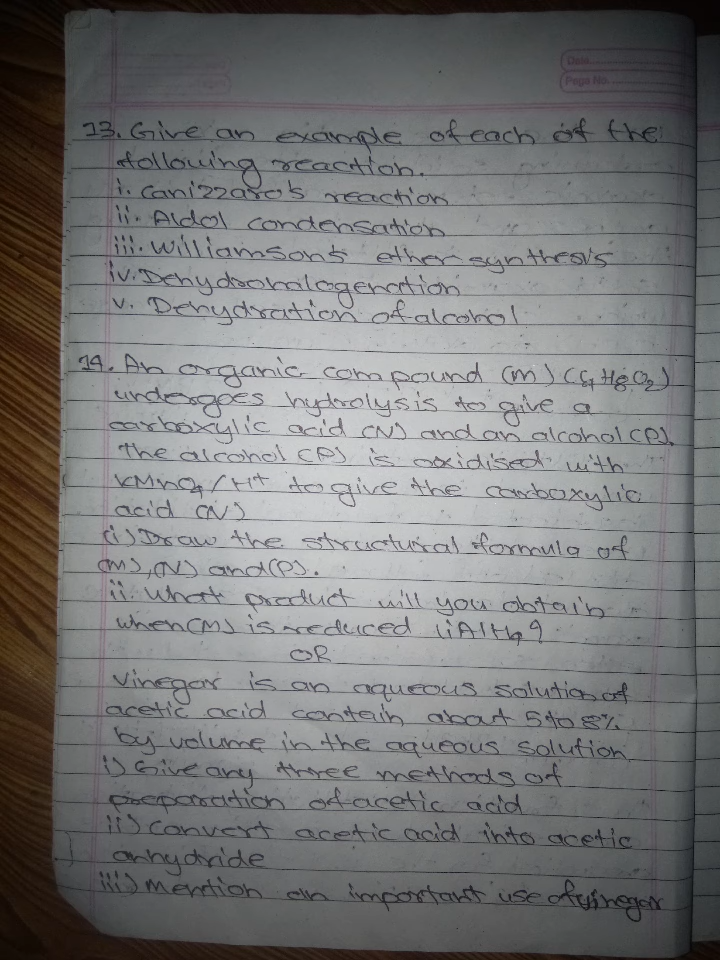 Date
Page No.
13. Give an example of each of the
following reaction.
i. Canizzaro's reaction
ii. Aldol condensation
iii. Williamson's ether synthesis
iv. Dehydrohalogenation
v. Dehydration of alcohol
14. An organic compound (M) (C4H8O2)
undergoes hydrolysis to give a
carboxylic acid (N) and an alcohol (P).
The alcohol (P) is oxidised with
KMnO4/H+ to give the carboxylic
acid (N)
(i) Draw the structural formula of
(M), (N) and (P).
ii. What product will you obtain
when (M) is reduced liAlH4?
OR
Vinegar is an aqueous solution of
acetic acid contain about 5 to 8%
by volume in the aqueous solution
i) Give any three methods of
preparation of acetic acid
ii) convert acetic acid into acetic
anhydride
iii) mention an important use of vinegar